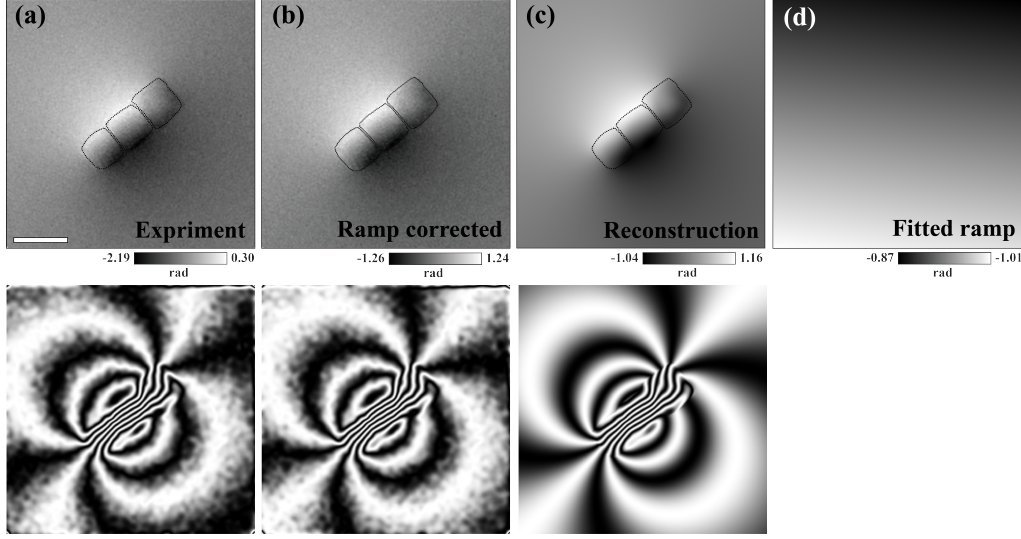 (a) (b) (c) (d)
Expriment Ramp corrected Reconstruction Fitted ramp
-2.19 0.30 -1.26 1.24 -1.04 1.16 -0.87 -1.01
rad rad rad rad